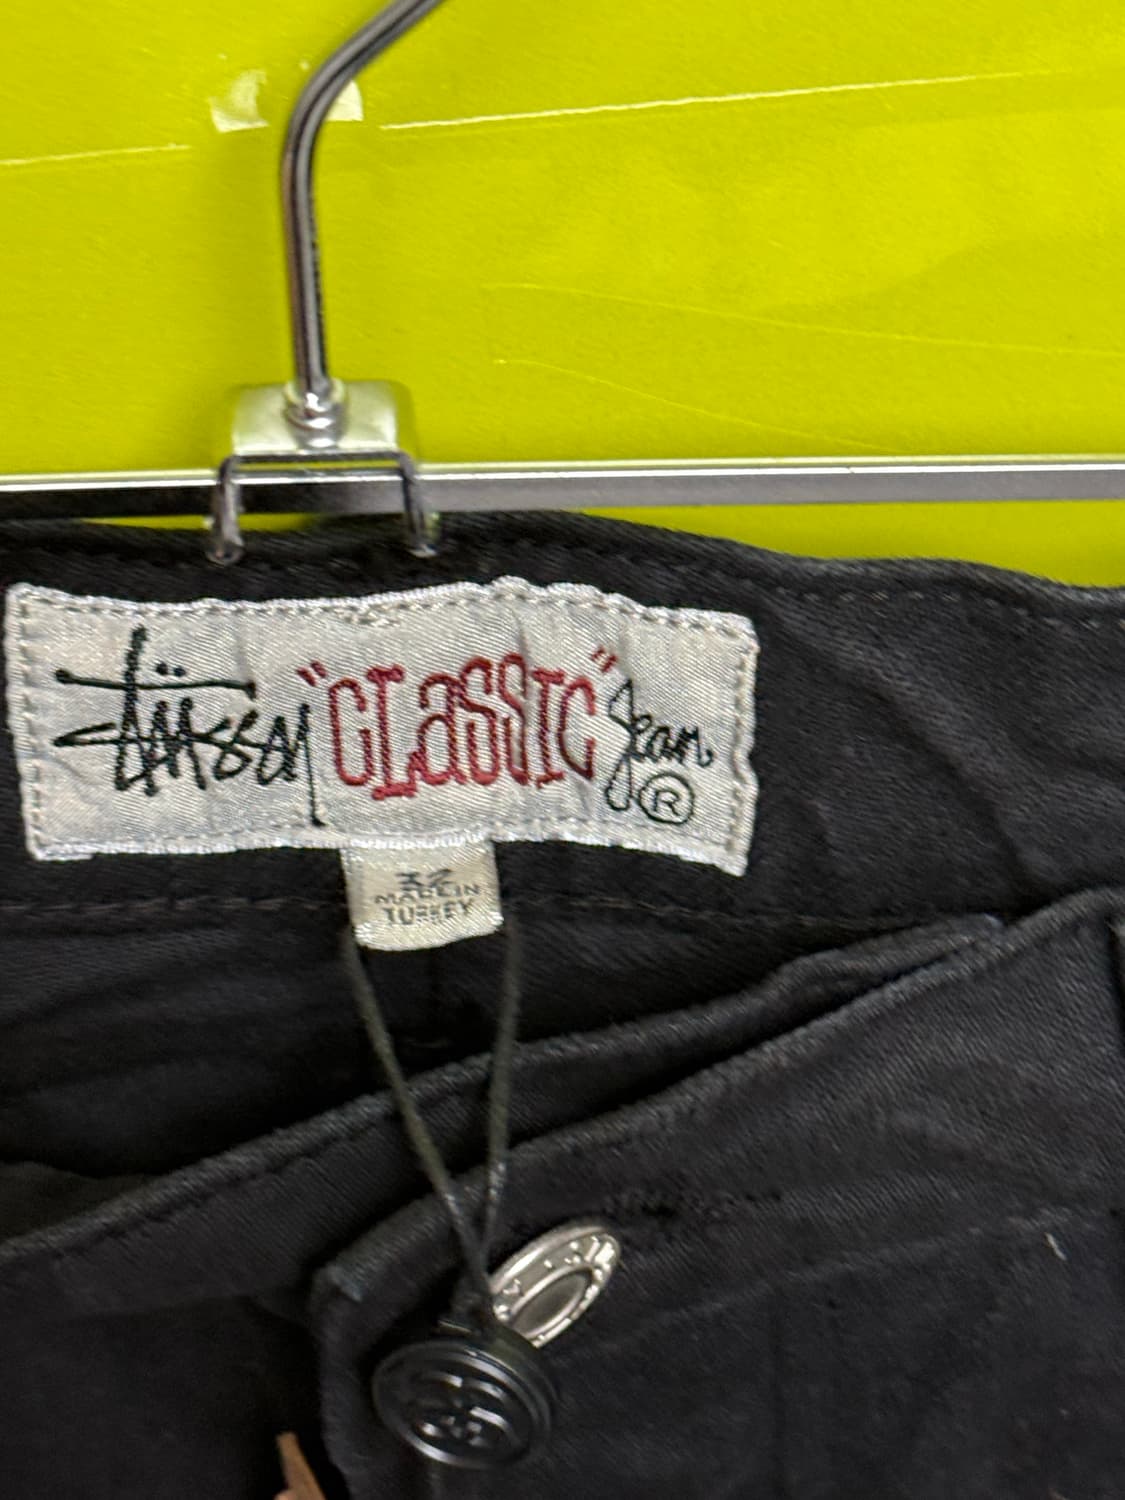 Stüssy "CLaSSIC" Jean ®
32
MADE IN
TURKEY